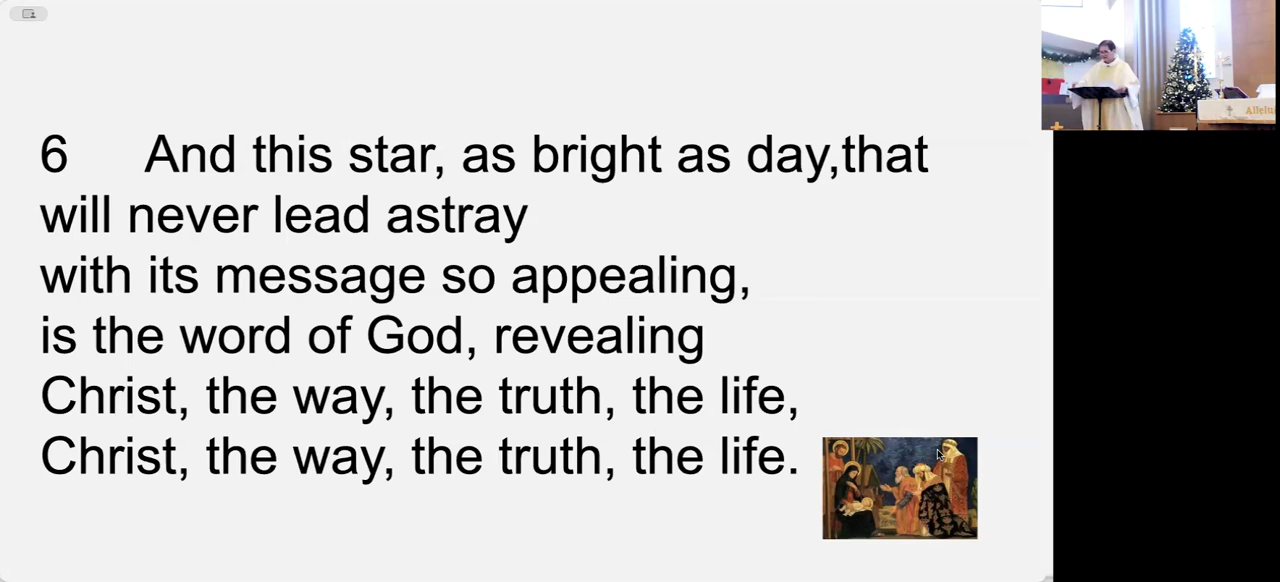 6 And this star, as bright as day,that
will never lead astray
with its message so appealing,
is the word of God, revealing
Christ, the way, the truth, the life,
Christ, the way, the truth, the life.